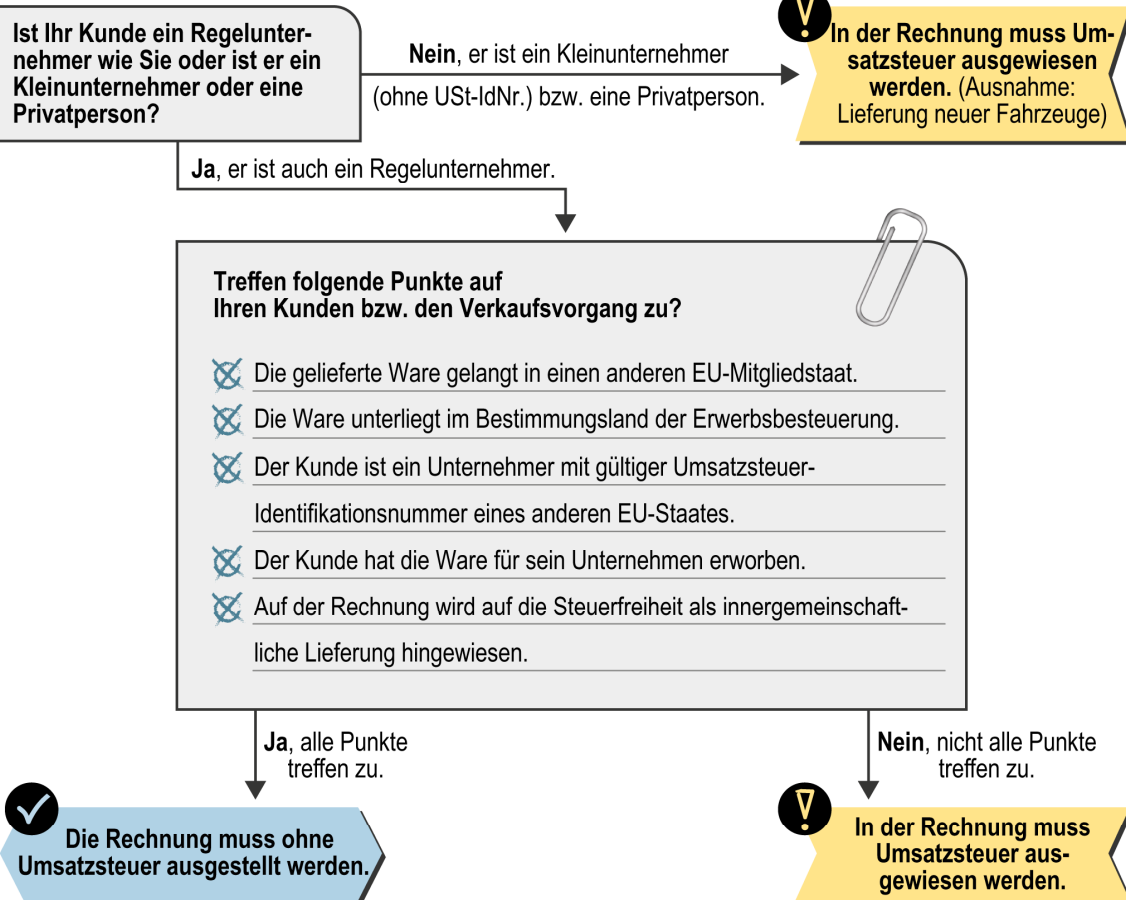 Ist Ihr Kunde ein Regelunter-
nehmer wie Sie oder ist er ein
Kleinunternehmer oder eine
Privatperson?
Nein, er ist ein Kleinunternehmer
(ohne USt-IdNr.) bzw. eine Privatperson.
In der Rechnung muss Um-
satzsteuer ausgewiesen
werden. (Ausnahme:
Lieferung neuer Fahrzeuge)
Ja, er ist auch ein Regelunternehmer.
Treffen folgende Punkte auf
Ihren Kunden bzw. den Verkaufsvorgang zu?
Die gelieferte Ware gelangt in einen anderen EU-Mitgliedstaat.
Die Ware unterliegt im Bestimmungsland der Erwerbsbesteuerung.
Der Kunde ist ein Unternehmer mit gültiger Umsatzsteuer-
Identifikationsnummer eines anderen EU-Staates.
Der Kunde hat die Ware für sein Unternehmen erworben.
Auf der Rechnung wird auf die Steuerfreiheit als innergemeinschaft-
liche Lieferung hingewiesen.
Ja, alle Punkte
treffen zu.
Die Rechnung muss ohne
Umsatzsteuer ausgestellt werden.
Nein, nicht alle Punkte
treffen zu.
In der Rechnung muss
Umsatzsteuer aus-
gewiesen werden.